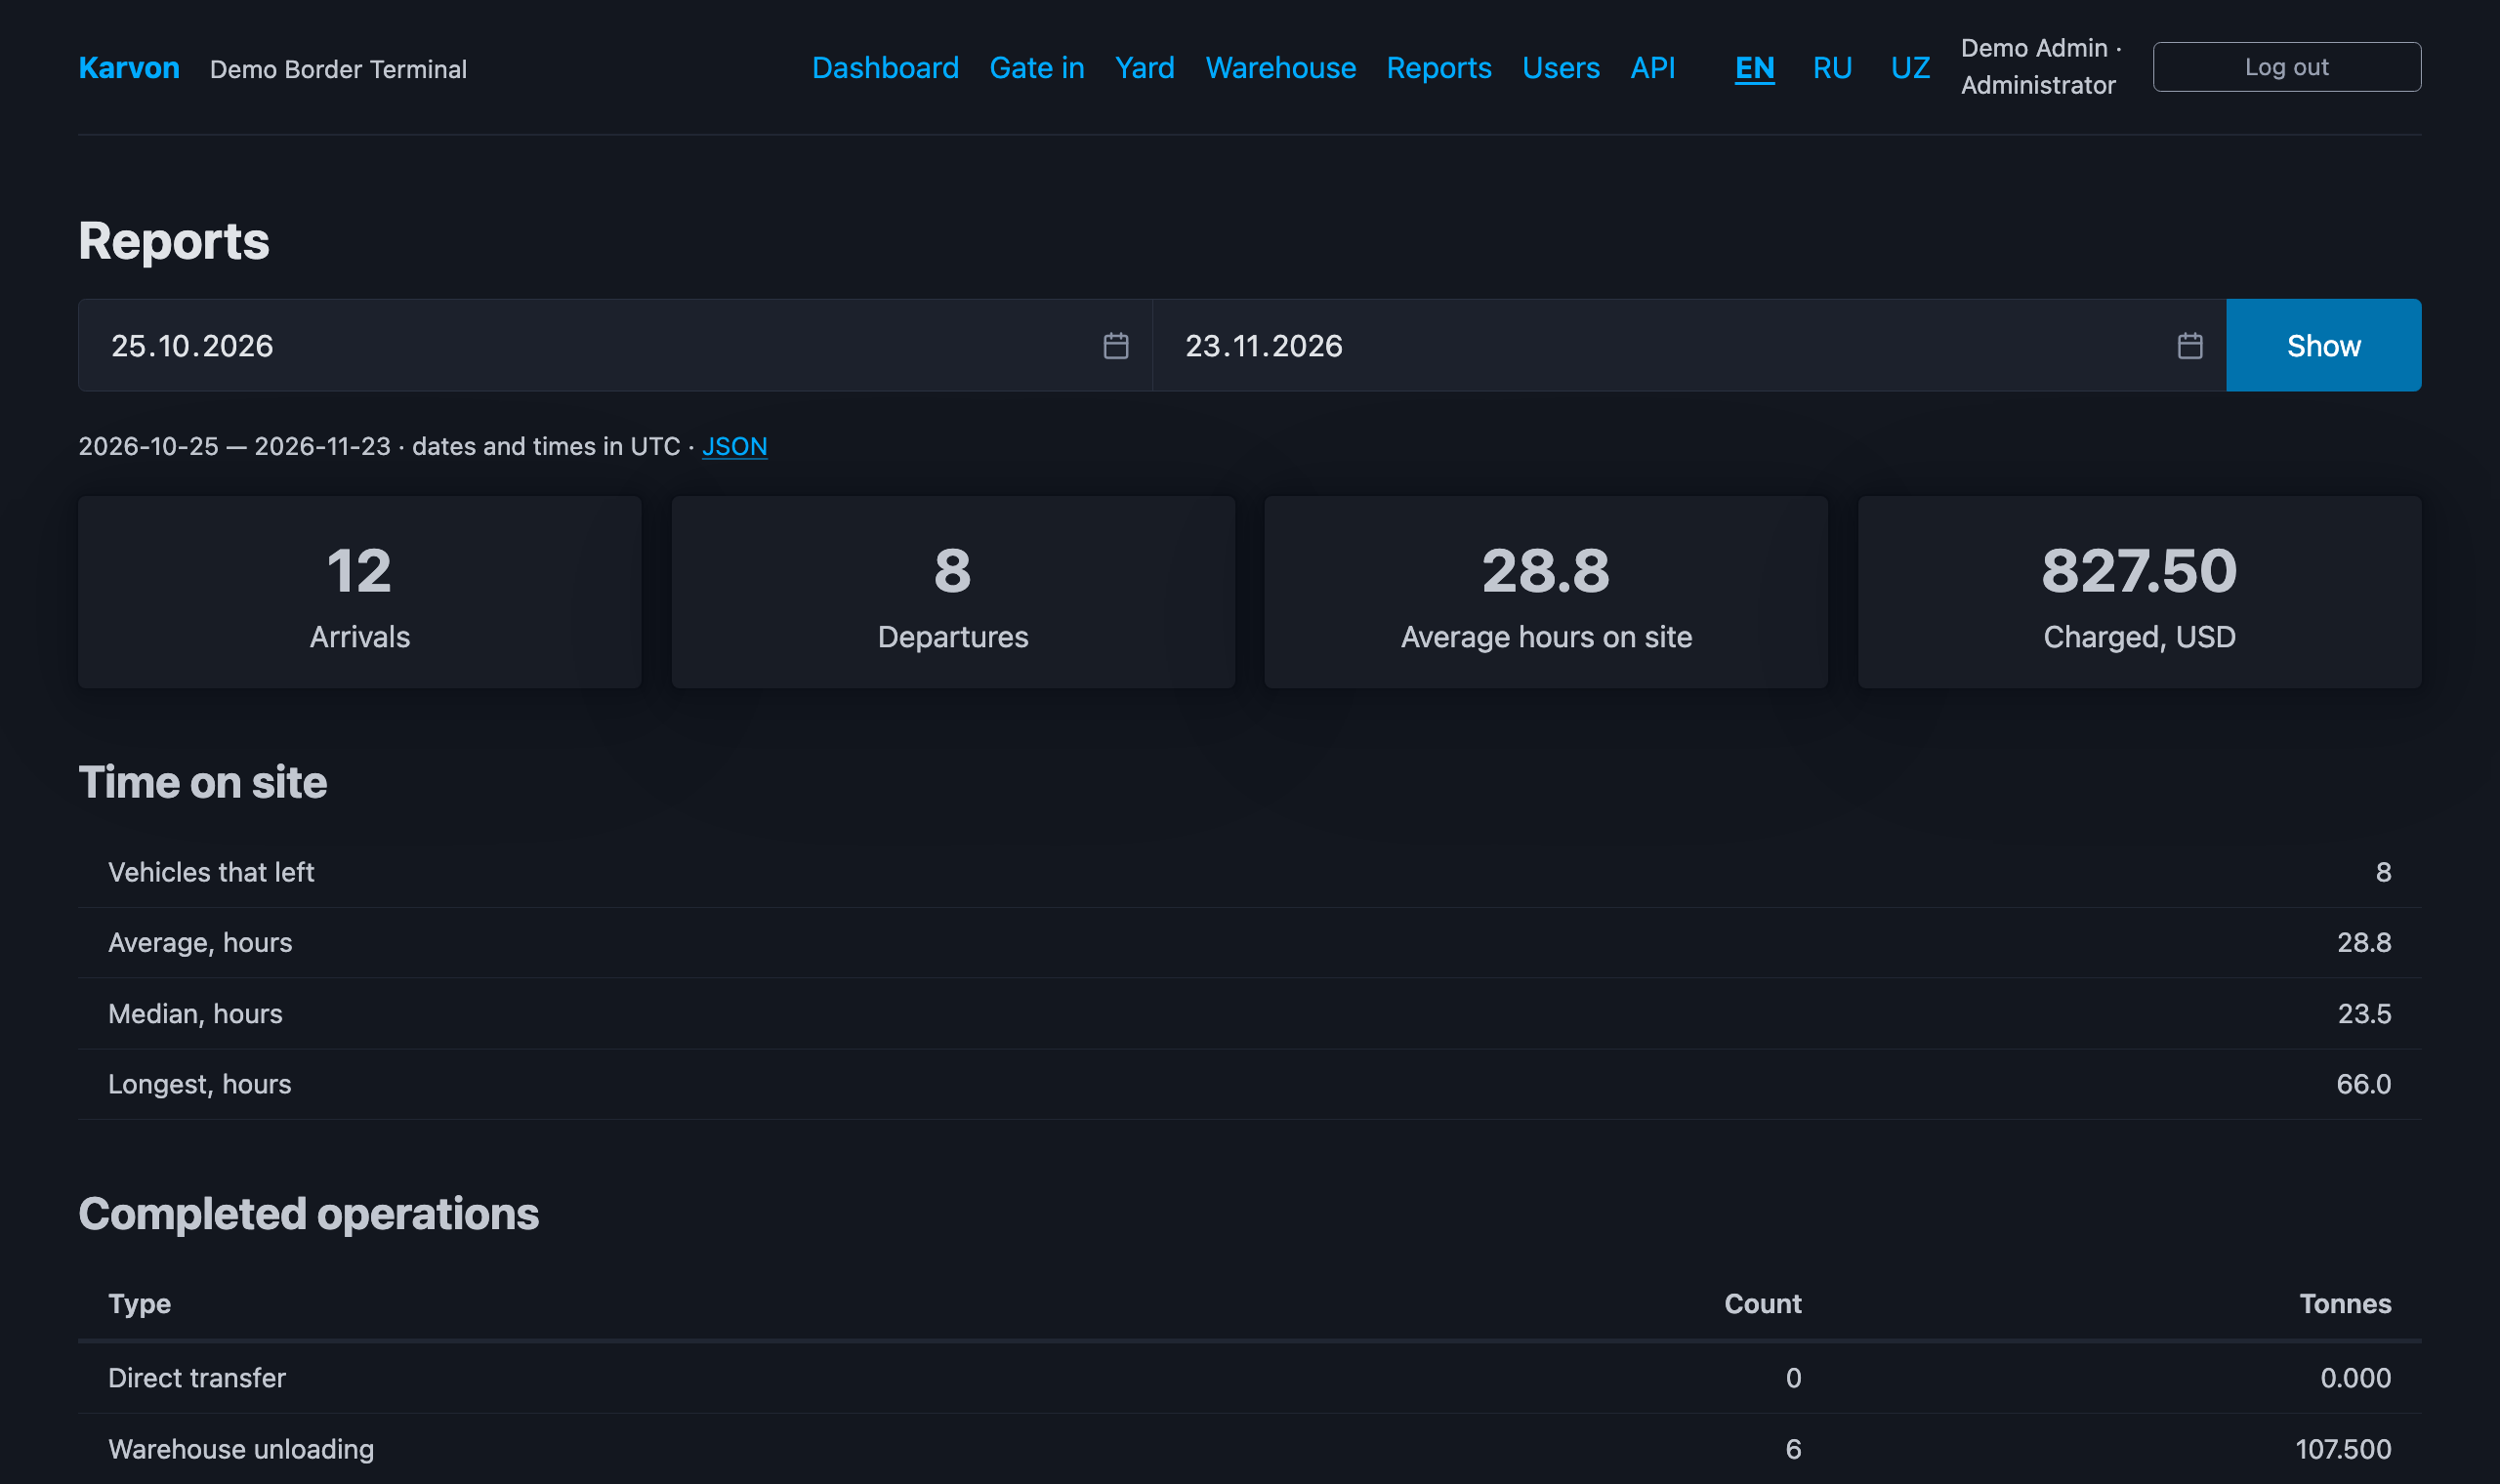 Karvon Demo Border Terminal Dashboard Gate in Yard Warehouse Reports Users API EN RU UZ Demo Admin · Administrator Log out
Reports
25.10.2026 23.11.2026 Show
2026-10-25 — 2026-11-23 · dates and times in UTC · JSON
12 8 28.8 827.50
Arrivals Departures Average hours on site Charged, USD
Time on site
Vehicles that left 8
Average, hours 28.8
Median, hours 23.5
Longest, hours 66.0
Completed operations
Type Count Tonnes
Direct transfer 0 0.000
Warehouse unloading 6 107.500